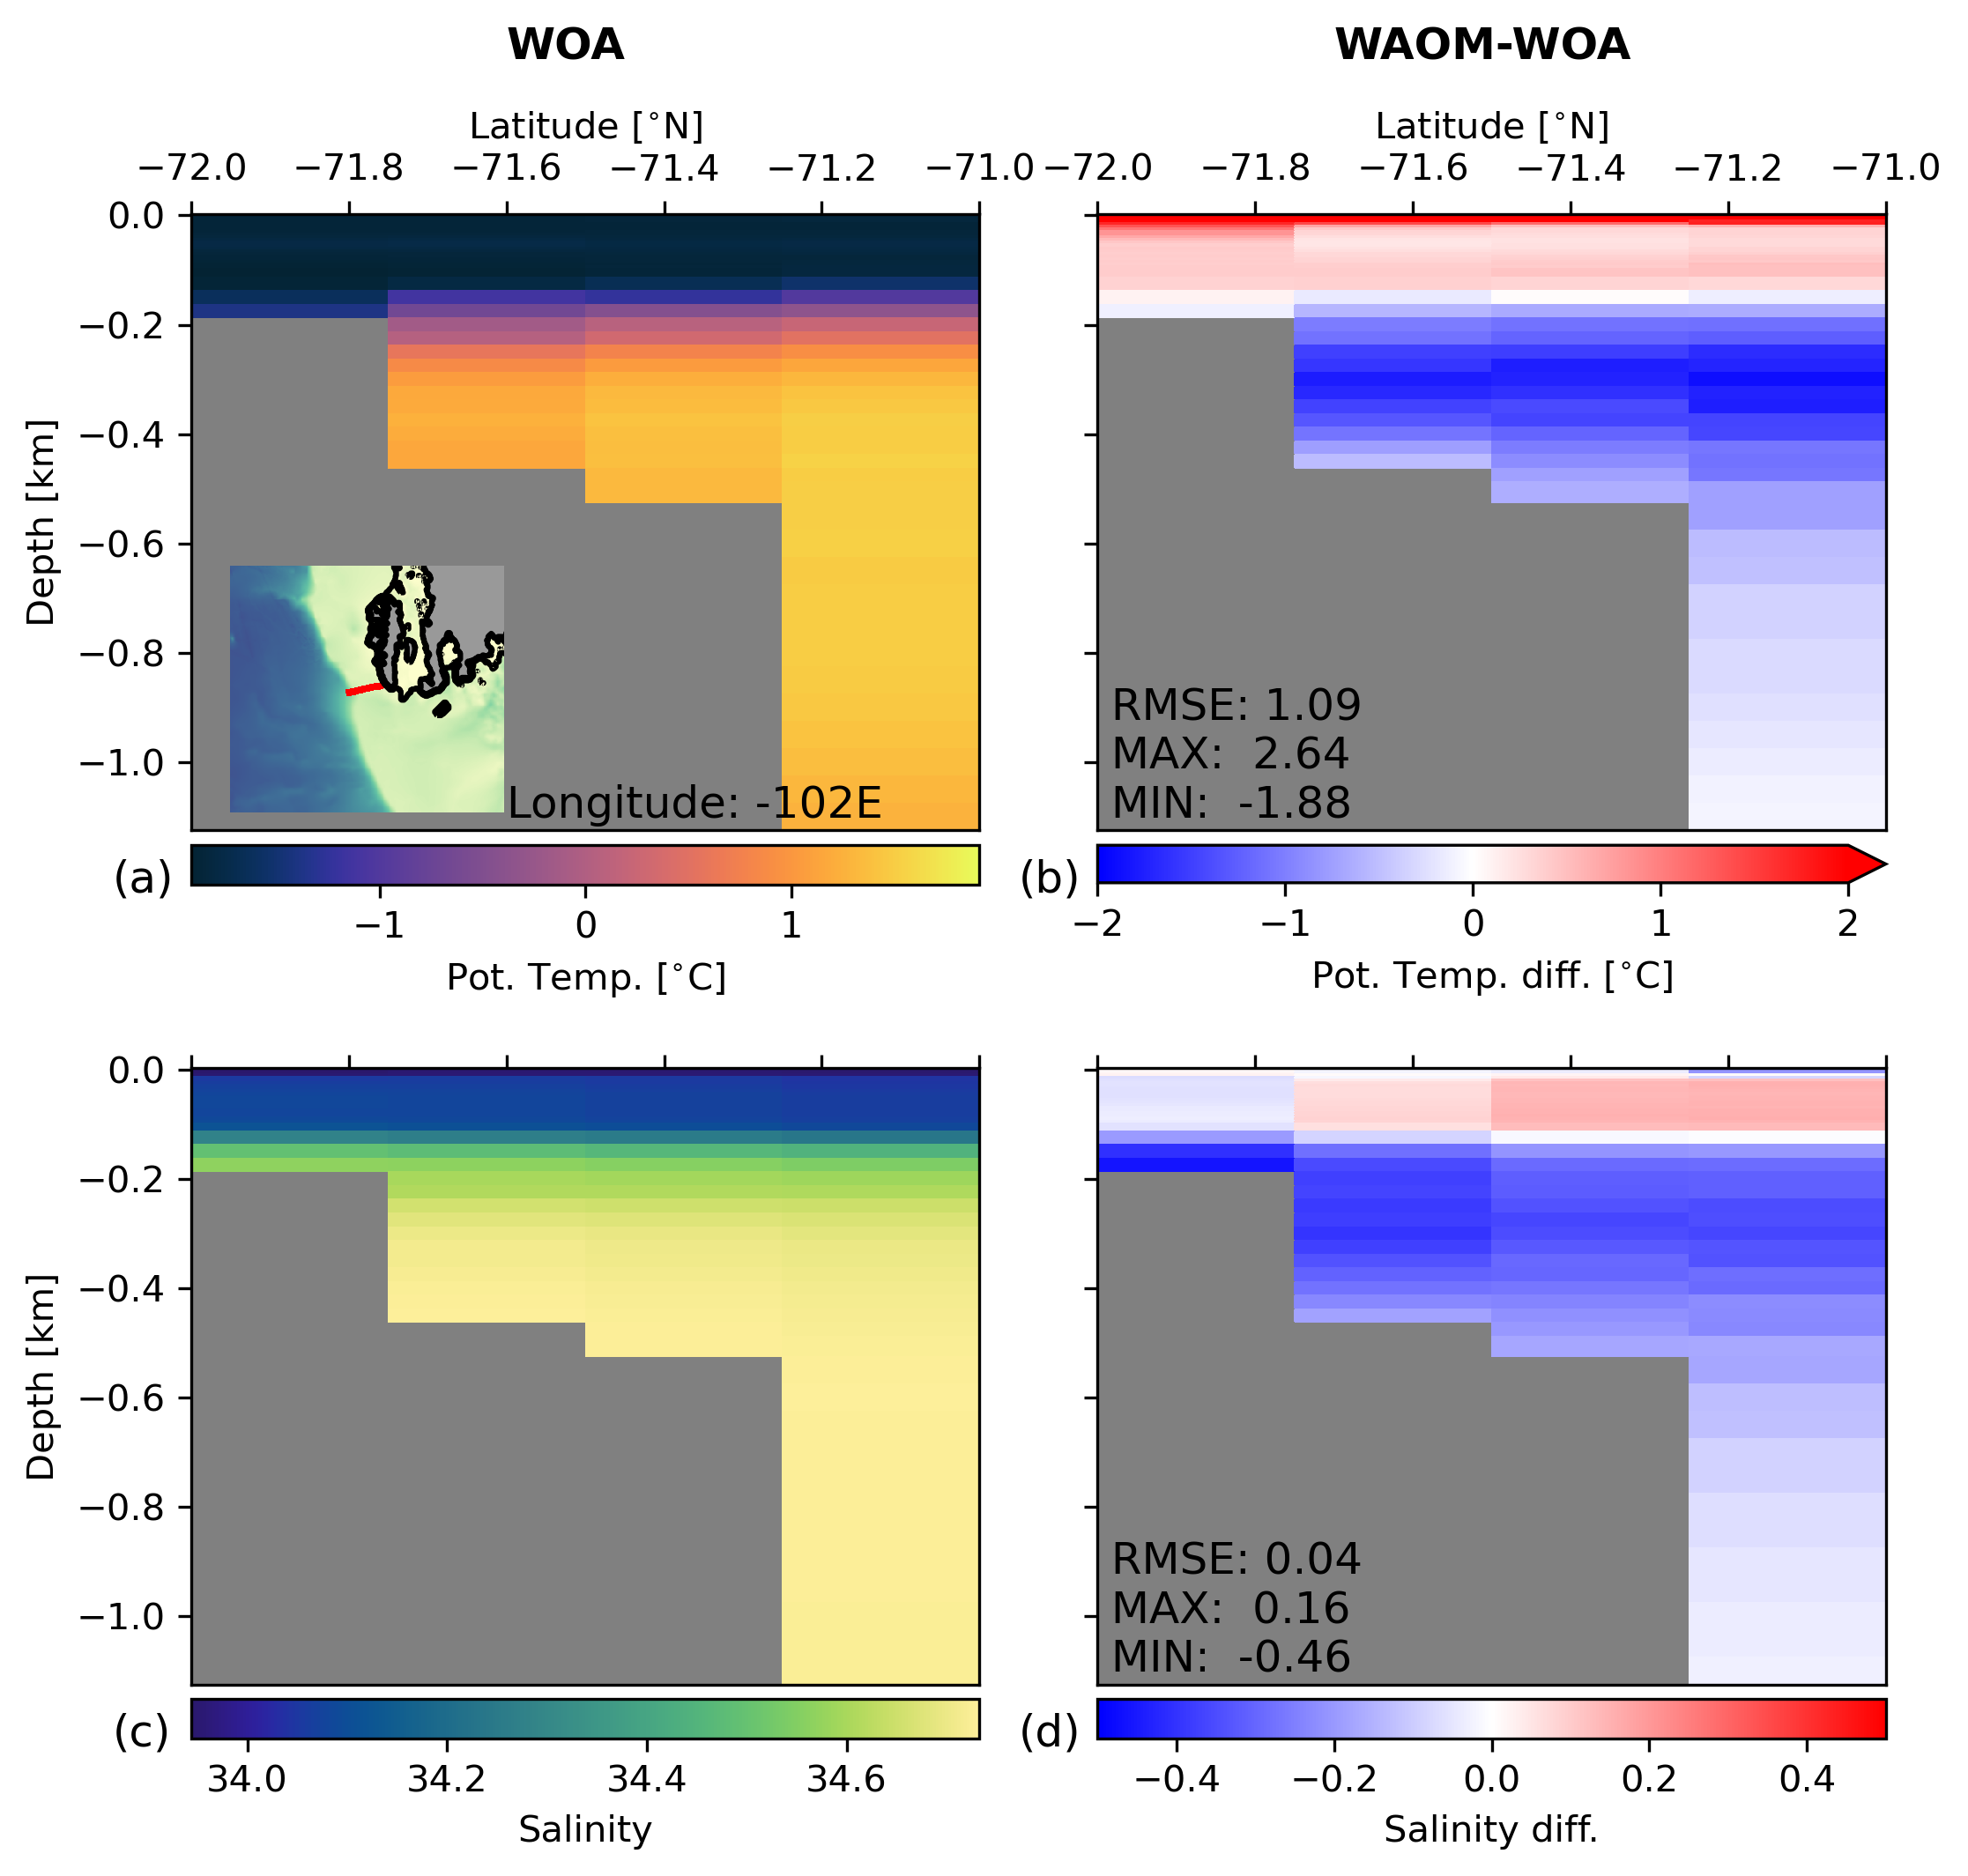 WOA
WAOM-WOA
Latitude [°N]
Latitude [°N]
−72.0 −71.8 −71.6 −71.4 −71.2 −71.0
−72.0 −71.8 −71.6 −71.4 −71.2 −71.0
0.0
−0.2
−0.4
−0.6
−0.8
−1.0
Depth [km]
Longitude: -102E
RMSE: 1.09
MAX: 2.64
MIN: -1.88
(a)
−1 0 1
Pot. Temp. [°C]
(b)
−2 −1 0 1 2
Pot. Temp. diff. [°C]
0.0
−0.2
−0.4
−0.6
−0.8
−1.0
Depth [km]
RMSE: 0.04
MAX: 0.16
MIN: -0.46
(c)
34.0 34.2 34.4 34.6
Salinity
(d)
−0.4 −0.2 0.0 0.2 0.4
Salinity diff.